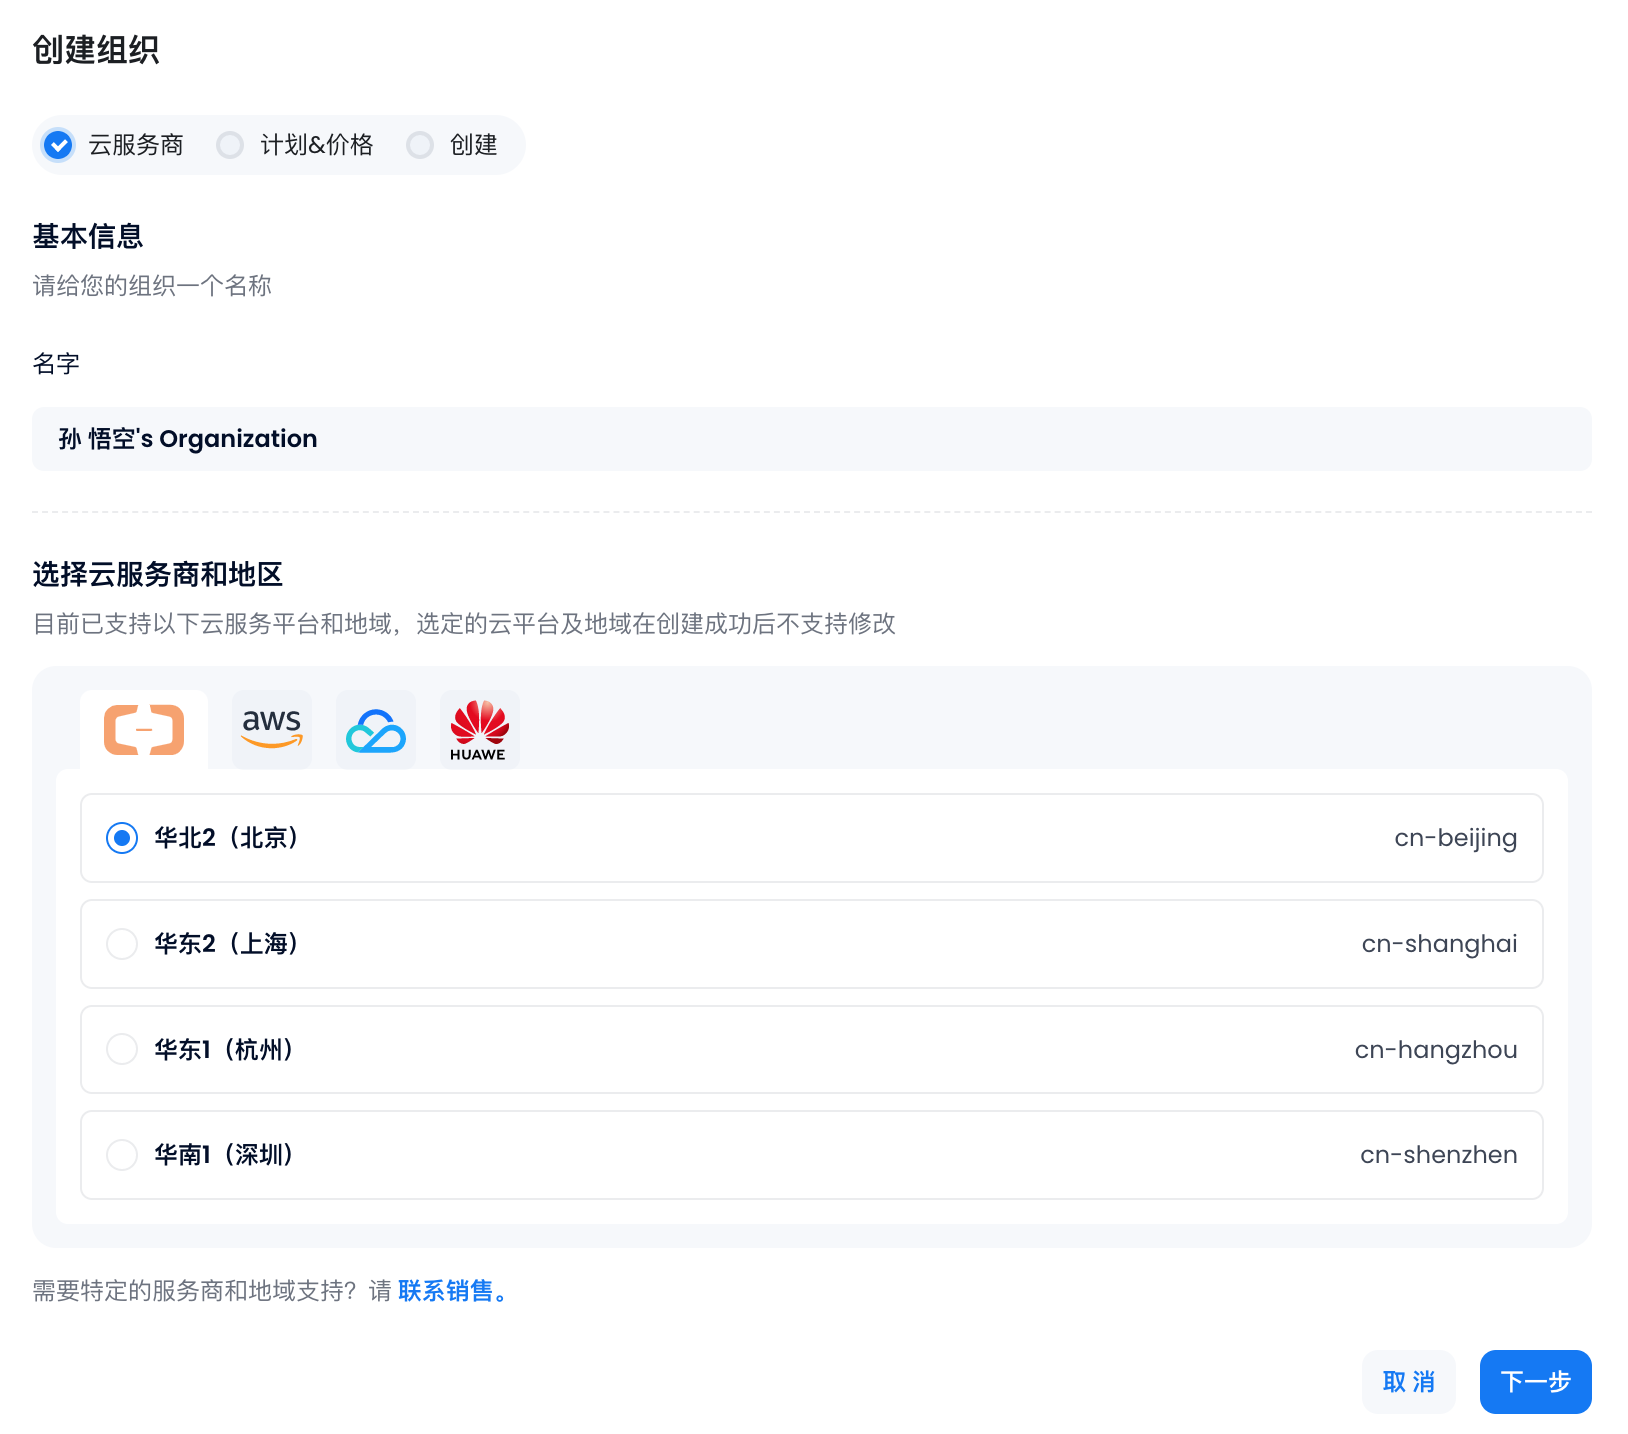 创建组织
云服务商 计划&价格 创建
基本信息
请给您的组织一个名称
名字
孙 悟空's Organization
选择云服务商和地区
目前已支持以下云服务平台和地域，选定的云平台及地域在创建成功后不支持修改
aws
HUAWE
华北2（北京） cn-beijing
华东2（上海） cn-shanghai
华东1（杭州） cn-hangzhou
华南1（深圳） cn-shenzhen
需要特定的服务商和地域支持？请 联系销售。
取 消 下一步